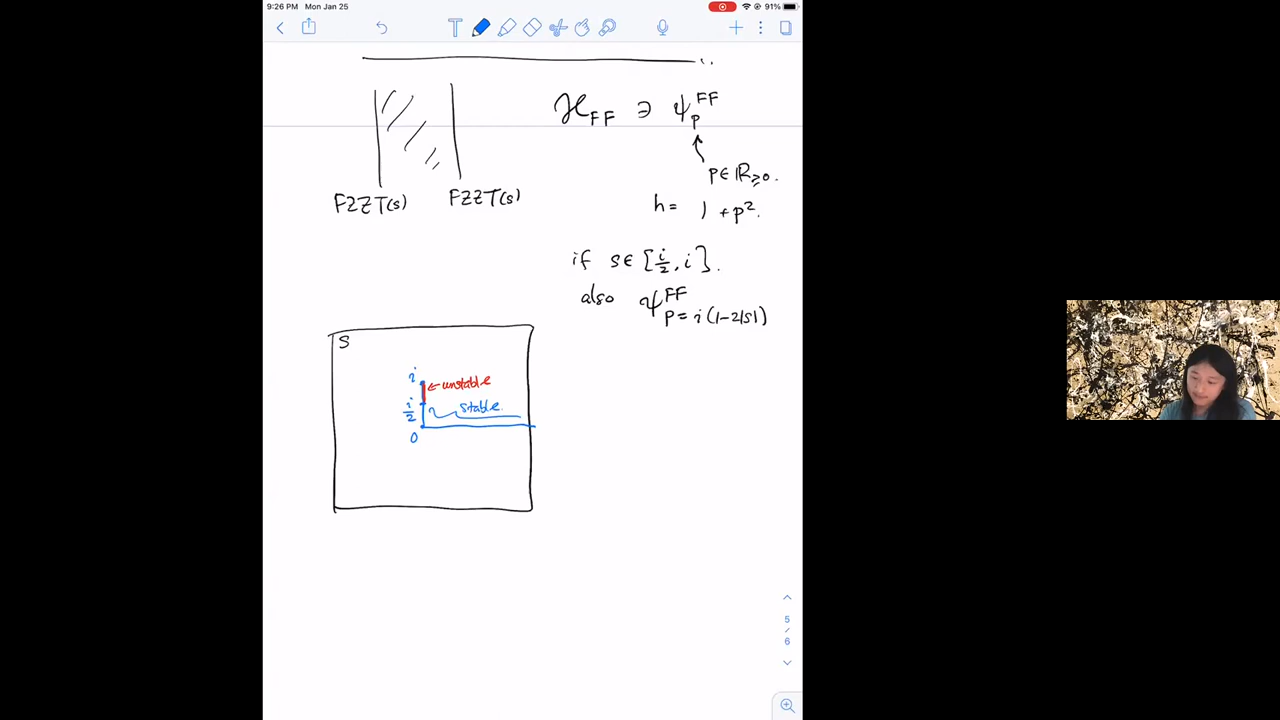 9:26 PM Mon Jan 25
91%
ℋ_FF ∋ ψ_p^FF
p ∈ ℝ≥0.
FZZT(s) FZZT(s)
h = 1 + p².
if s ∈ [i/2, i].
also ψ^FF_p = i(1-2|s|)
S
i ← unstable
i/2 stable.
0
5
/
6